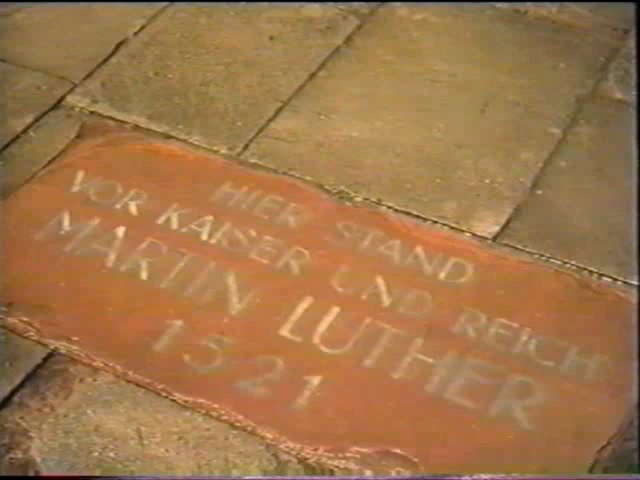 HIER STAND
VOR KAISER UND REICH
MARTIN LUTHER
1521